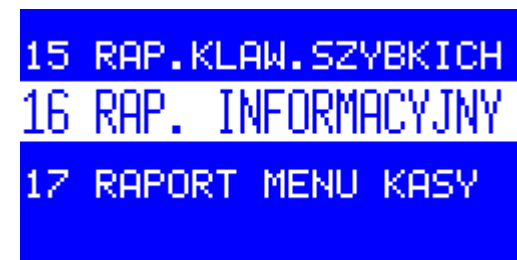 15 RAP.KLAW.SZYBKICH
16 RAP. INFORMACYJNY
17 RAPORT MENU KASY